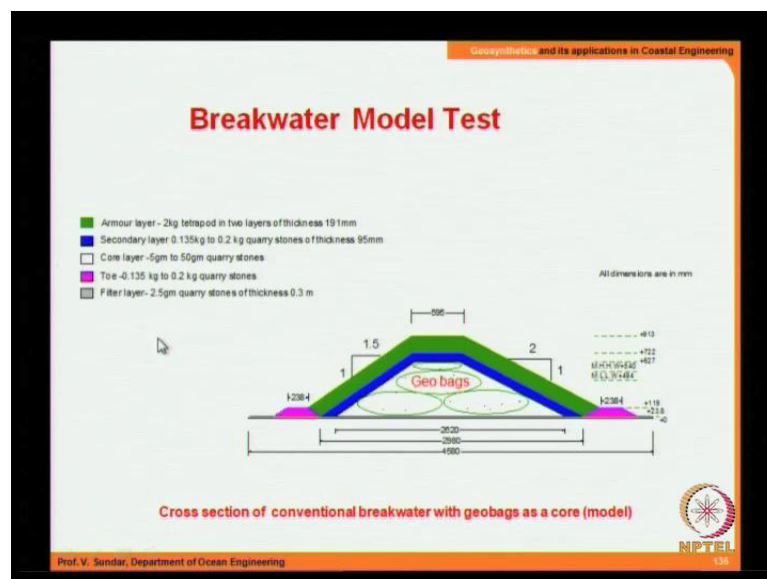 Geosynthetics and its applications in Coastal Engineering
Breakwater Model Test
Armour layer - 2kg tetrapod in two layers of thickness 191mm
Secondary layer 0.135kg to 0.2 kg quarry stones of thickness 95mm
Core layer -5gm to 50gm quarry stones
Toe -0.135 kg to 0.2 kg quarry stones
Filter layer- 2.5gm quarry stones of thickness 0.3 m
All dimensions are in mm
595
1.5
1
2
1
Geo bags
+813
+722
+627
238
238
+119
+23.8
+0
2620
2980
4580
Cross section of conventional breakwater with geobags as a core (model)
NPTEL
Prof. V. Sundar, Department of Ocean Engineering
136